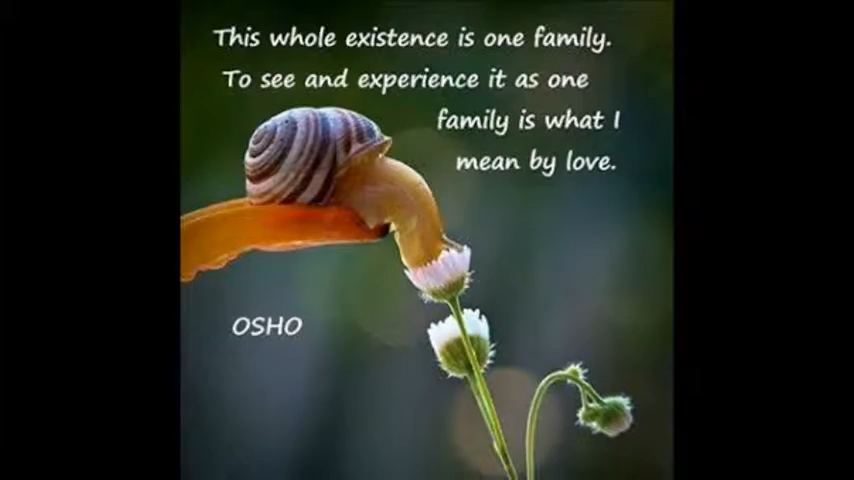 This whole existence is one family.
To see and experience it as one
family is what I
mean by love.
OSHO